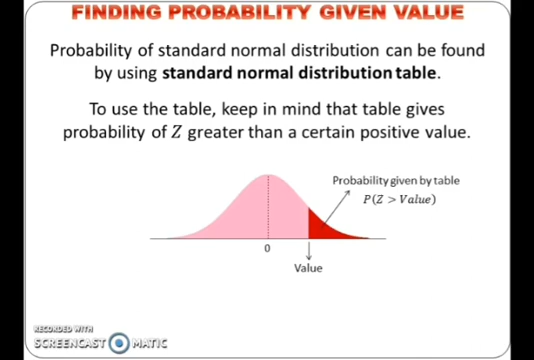 FINDING PROBABILITY GIVEN VALUE
Probability of standard normal distribution can be found
by using standard normal distribution table.
To use the table, keep in mind that table gives
probability of Z greater than a certain positive value.
Probability given by table
P(Z > Value)
0
Value
RECORDED WITH
SCREENCAST MATIC